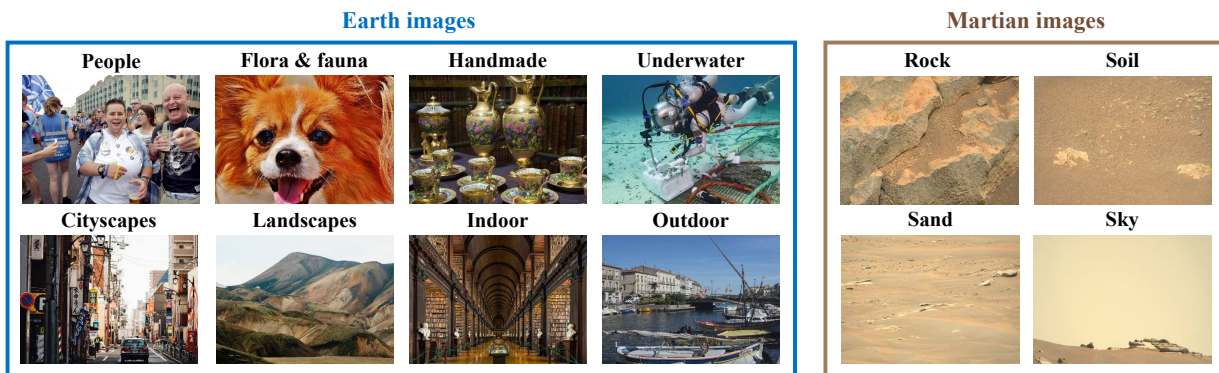 Earth images
Martian images
People
Flora & fauna
Handmade
Underwater
Rock
Soil
Cityscapes
Landscapes
Indoor
Outdoor
Sand
Sky